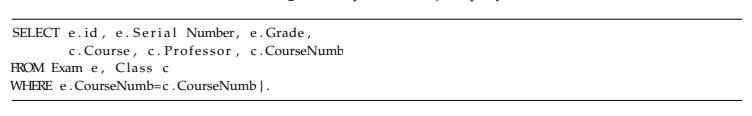 SELECT e.id, e.Serial Number, e.Grade,
c.Course, c.Professor, c.CourseNumb
FROM Exam e, Class c
WHERE e.CourseNumb=c.CourseNumb}.